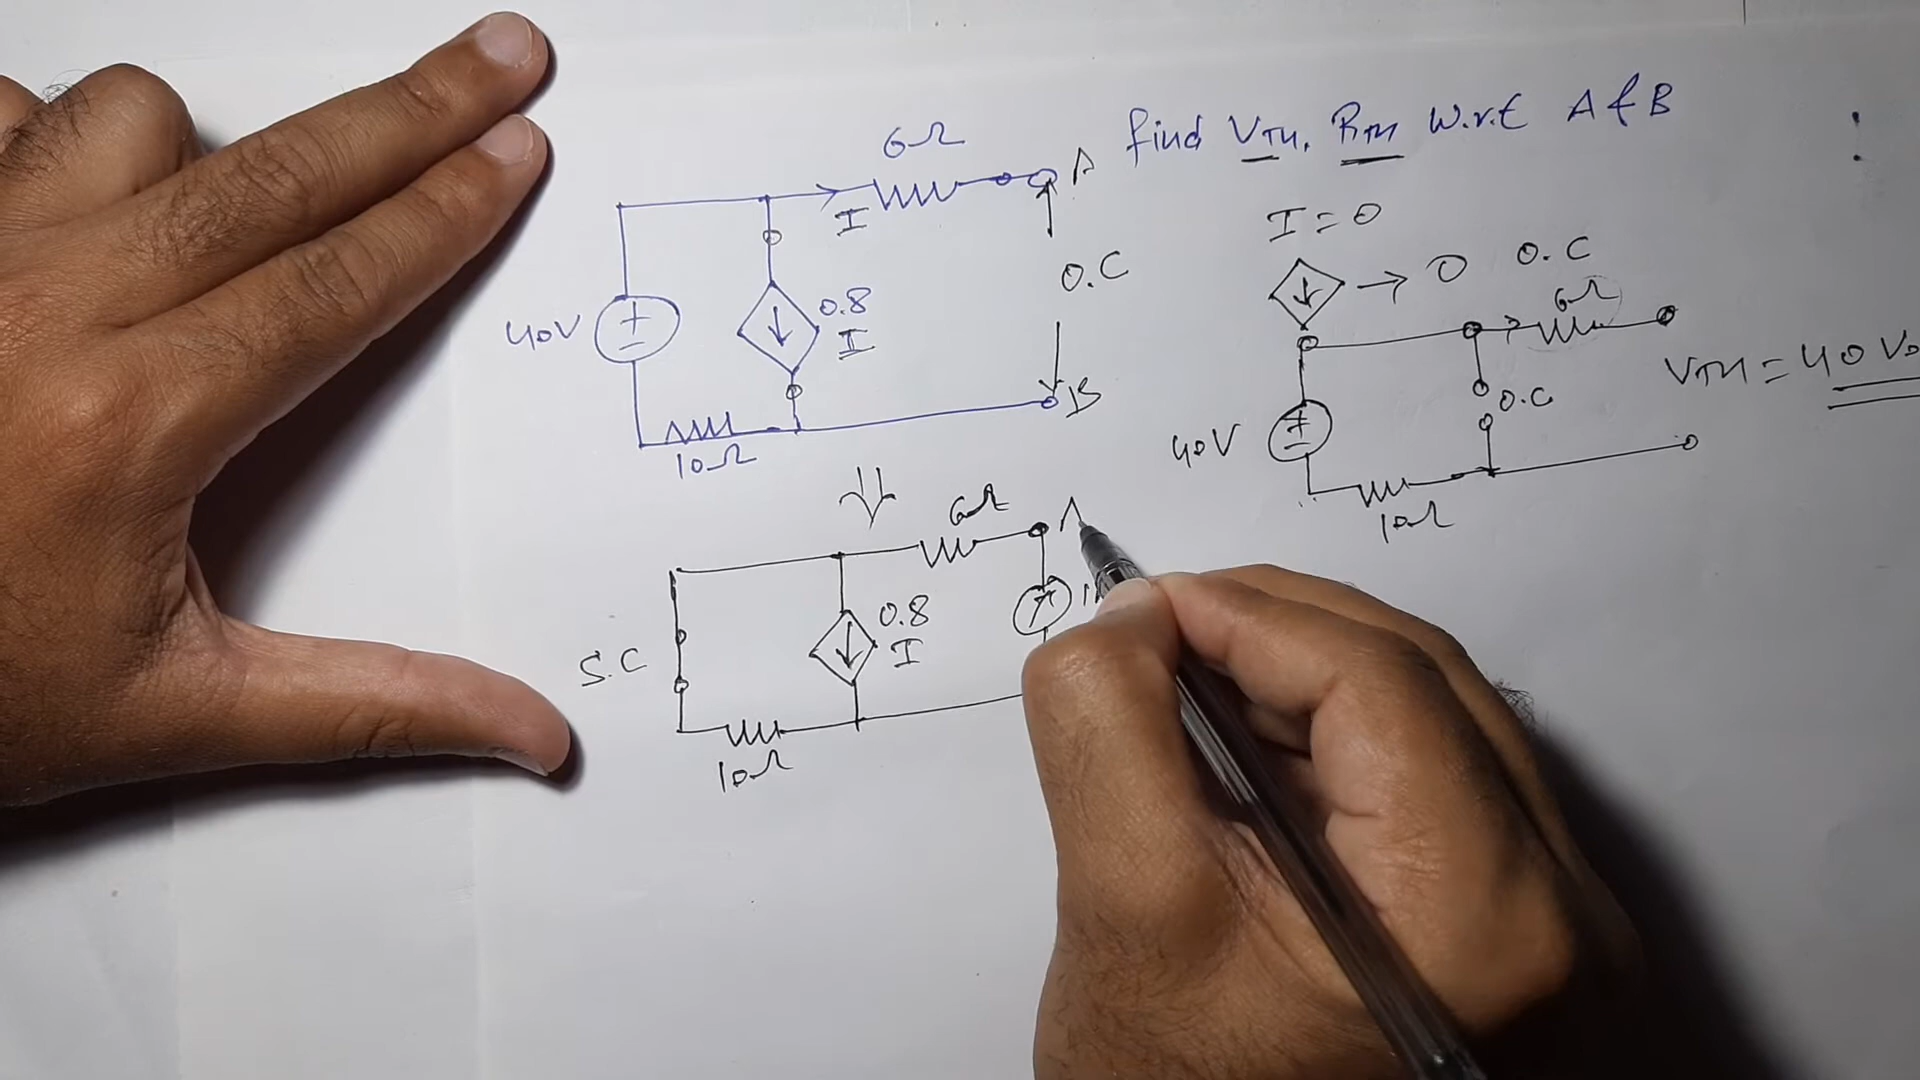 find VTH, RTH W.r.t A & B
6Ω
A
I
40V
0.8
I
O.C
B
10Ω
I = 0
→ 0 O.C
6Ω
VTH = 40 V
O.C
40V
10Ω
6Ω
A
S.C
0.8
I
10Ω